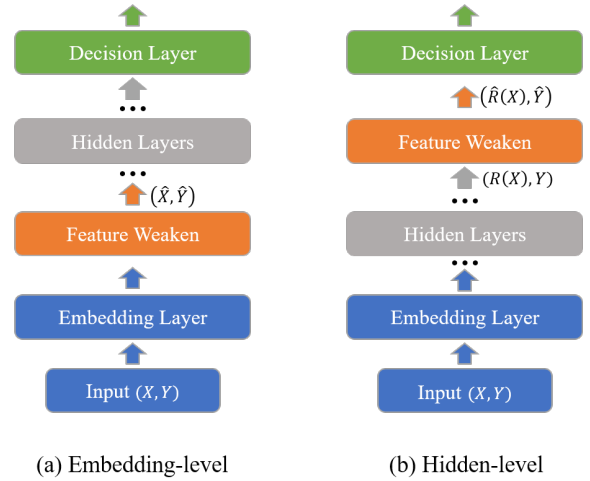 Decision Layer
•••
Hidden Layers
•••
(X̂, Ŷ)
Feature Weaken
Embedding Layer
Input (X, Y)
(a) Embedding-level
Decision Layer
(R̂(X), Ŷ)
Feature Weaken
(R(X), Y)
•••
Hidden Layers
•••
Embedding Layer
Input (X, Y)
(b) Hidden-level